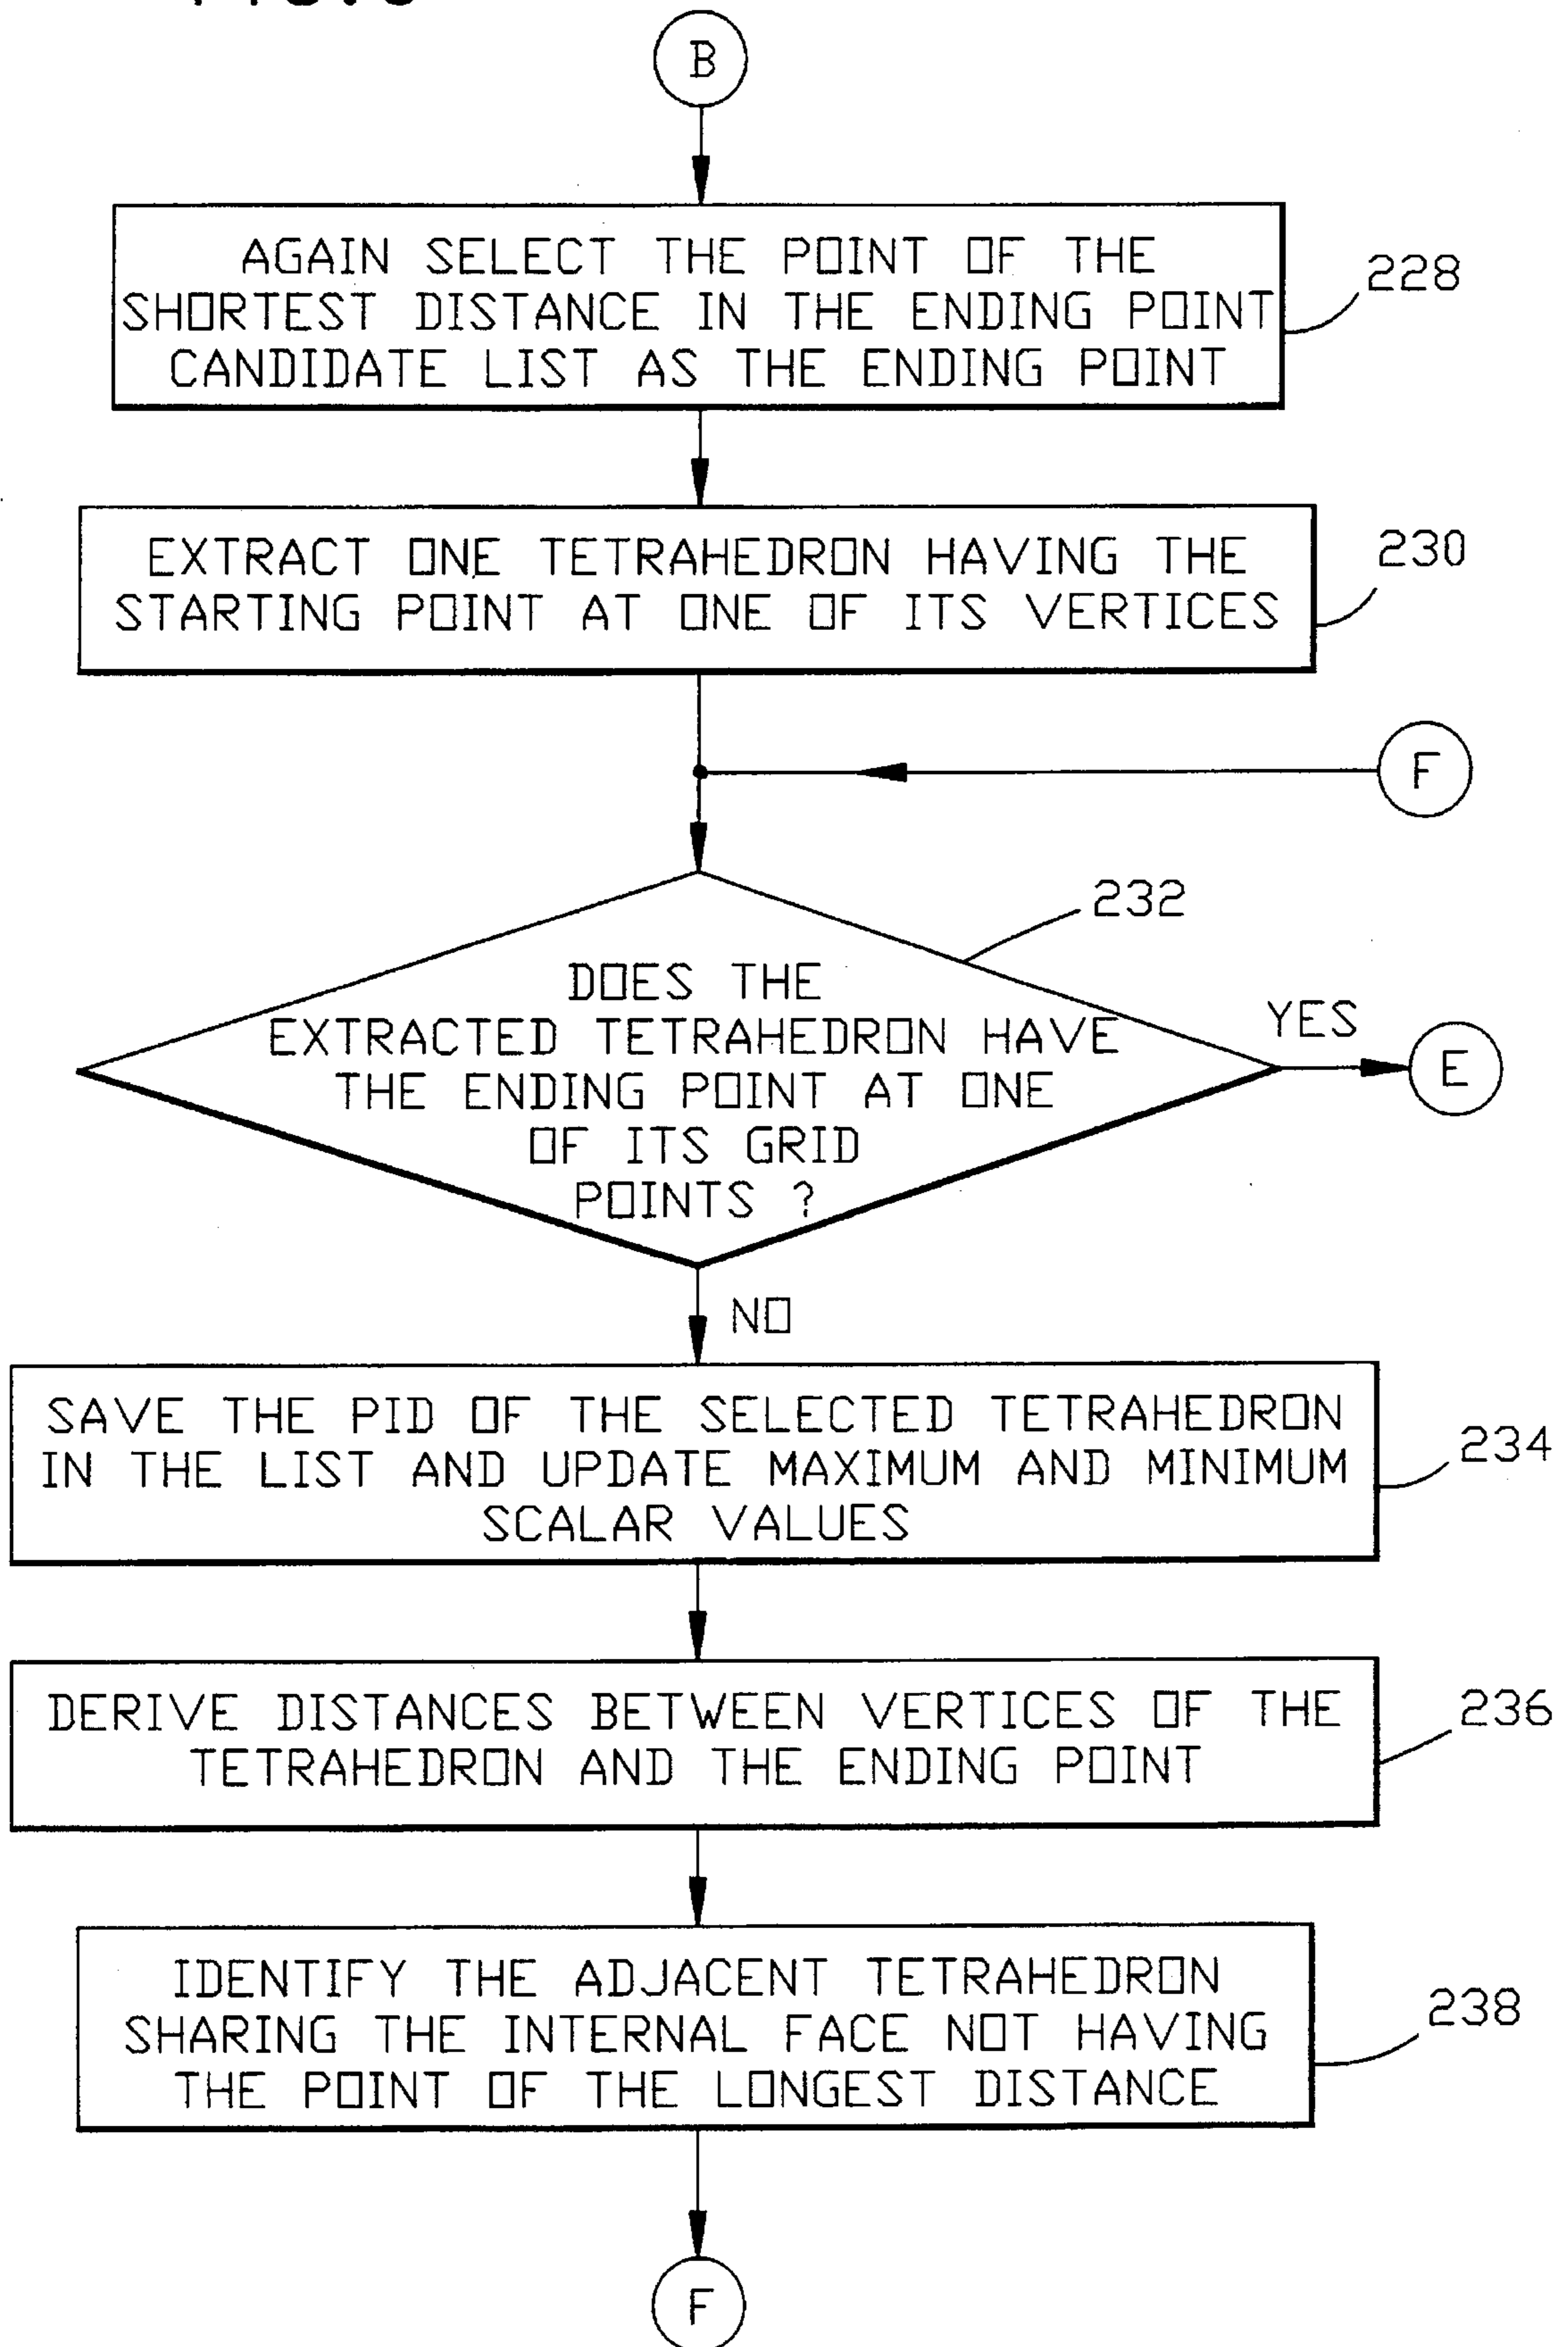 B
AGAIN SELECT THE POINT OF THE
SHORTEST DISTANCE IN THE ENDING POINT
CANDIDATE LIST AS THE ENDING POINT
228
EXTRACT ONE TETRAHEDRON HAVING THE
STARTING POINT AT ONE OF ITS VERTICES
230
F
232
DOES THE
EXTRACTED TETRAHEDRON HAVE
THE ENDING POINT AT ONE
OF ITS GRID
POINTS ?
YES
E
NO
SAVE THE PID OF THE SELECTED TETRAHEDRON
IN THE LIST AND UPDATE MAXIMUM AND MINIMUM
SCALAR VALUES
234
DERIVE DISTANCES BETWEEN VERTICES OF THE
TETRAHEDRON AND THE ENDING POINT
236
IDENTIFY THE ADJACENT TETRAHEDRON
SHARING THE INTERNAL FACE NOT HAVING
THE POINT OF THE LONGEST DISTANCE
238
F